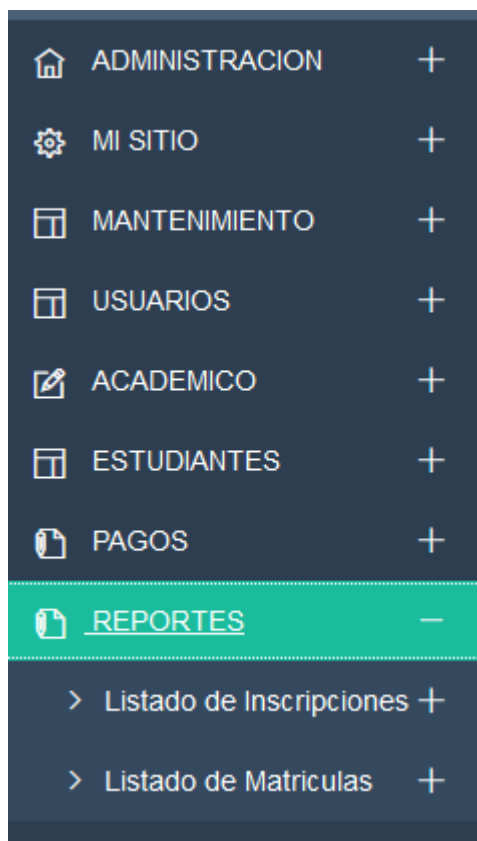 ADMINISTRACION
MI SITIO
MANTENIMIENTO
USUARIOS
ACADEMICO
ESTUDIANTES
PAGOS
REPORTES
Listado de Inscripciones
Listado de Matriculas